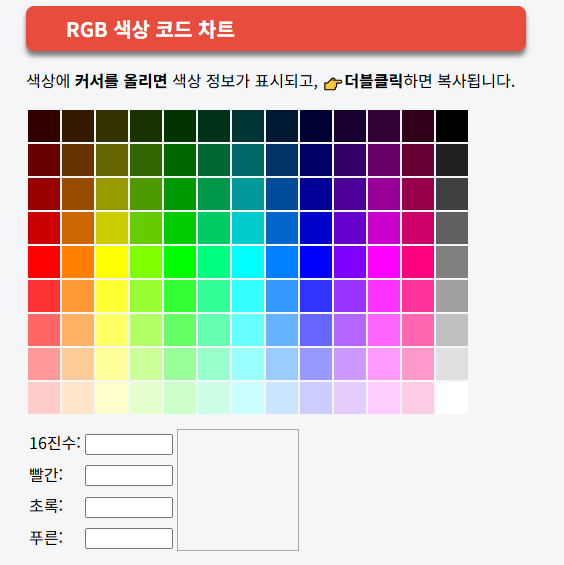 RGB 색상 코드 차트
색상에 커서를 올리면 색상 정보가 표시되고, 👉더블클릭하면 복사됩니다.
16진수:
빨간:
초록:
푸른: